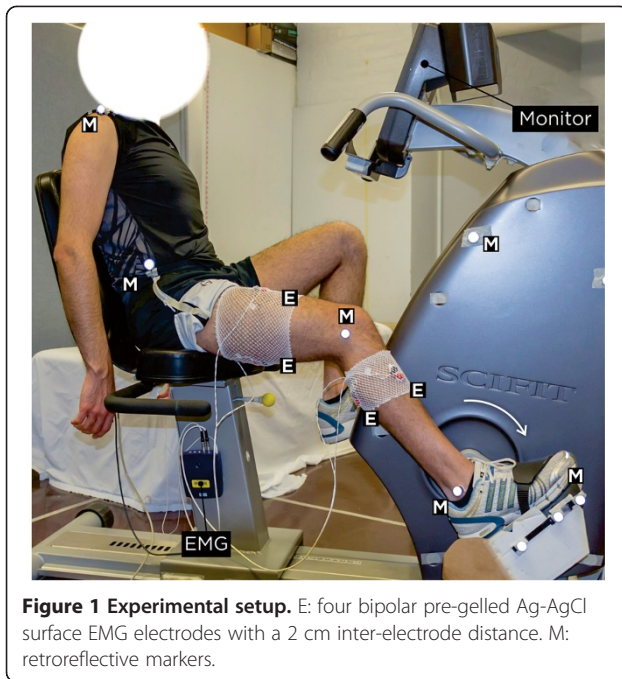 M
Monitor
M
M
E
M
E
SCIFIT
E
E
M
M
EMG
Figure 1 Experimental setup. E: four bipolar pre-gelled Ag-AgCl
surface EMG electrodes with a 2 cm inter-electrode distance. M:
retroreflective markers.